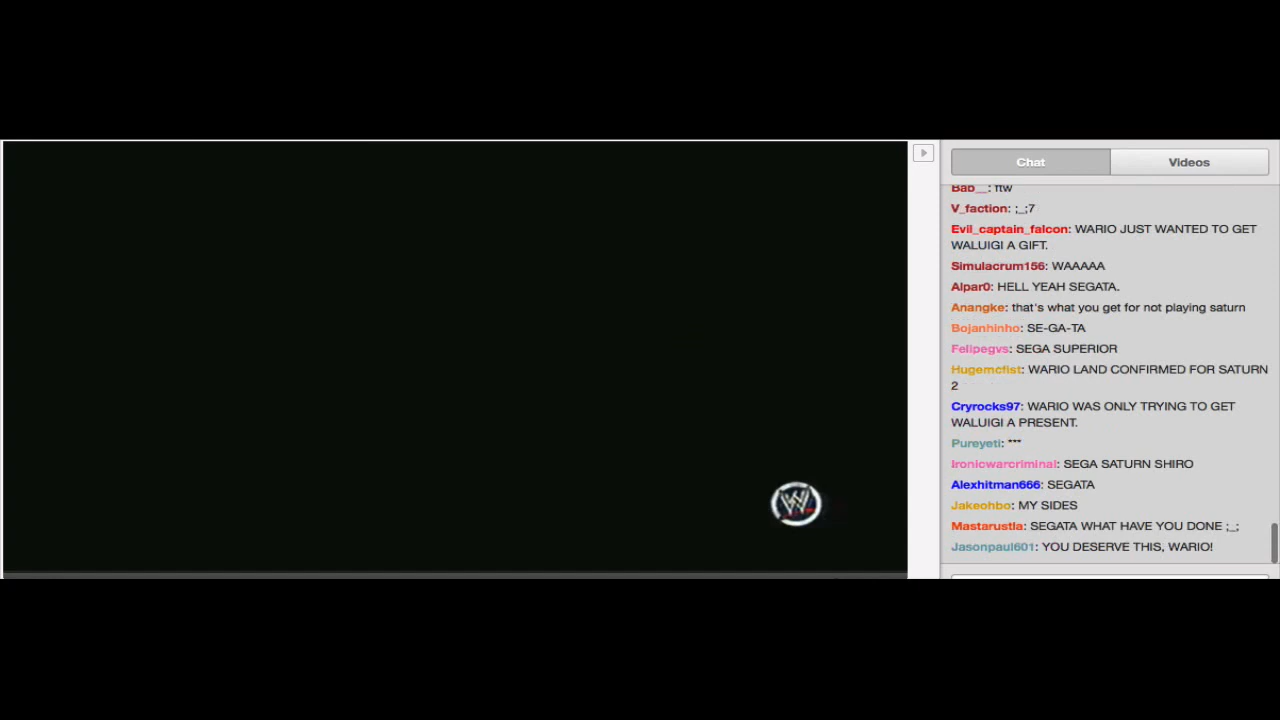 Chat
Videos
Bab__: ftw
V_faction: ;_;7
Evil_captain_falcon: WARIO JUST WANTED TO GET
WALUIGI A GIFT.
Simulacrum156: WAAAAA
Alpar0: HELL YEAH SEGATA.
Anangke: that's what you get for not playing saturn
Bojanhinho: SE-GA-TA
Felipegvs: SEGA SUPERIOR
Hugemcfist: WARIO LAND CONFIRMED FOR SATURN
2
Cryrocks97: WARIO WAS ONLY TRYING TO GET
WALUIGI A PRESENT.
Pureyeti: ***
Ironicwarcriminal: SEGA SATURN SHIRO
Alexhitman666: SEGATA
Jakeohbo: MY SIDES
Mastarustla: SEGATA WHAT HAVE YOU DONE ;_;
Jasonpaul601: YOU DESERVE THIS, WARIO!
W